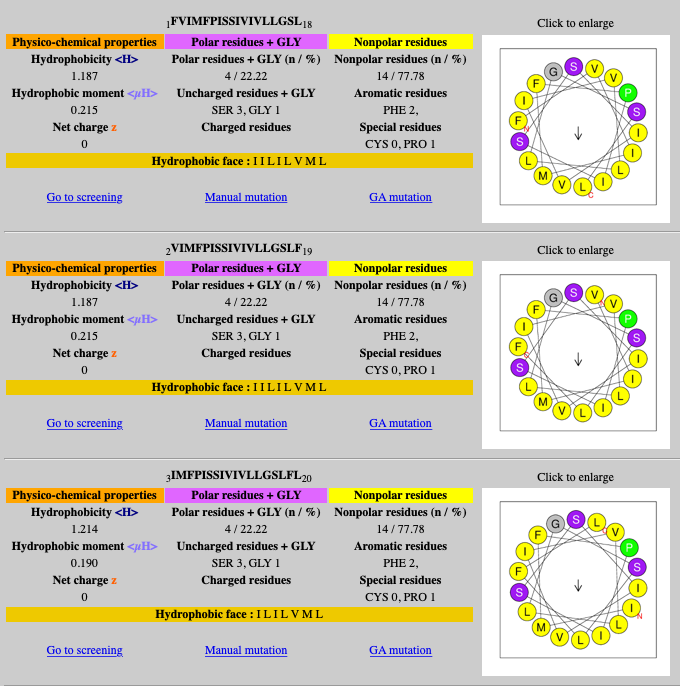 1FVIMFPISSIVIVLLGSL18
Click to enlarge
Physico-chemical properties Polar residues + GLY Nonpolar residues
Hydrophobicity <H> Polar residues + GLY (n / %) Nonpolar residues (n / %)
1.187 4 / 22.22 14 / 77.78
Hydrophobic moment <µH> Uncharged residues + GLY Aromatic residues
0.215 SER 3, GLY 1 PHE 2,
Net charge z Charged residues Special residues
0 CYS 0, PRO 1
Hydrophobic face : I I L I L V M L
Go to screening Manual mutation GA mutation
G S V V
F P
I S
F I
N
S I
L L
M V L I
C
2VIMFPISSIVIVLLGSLF19
Click to enlarge
Physico-chemical properties Polar residues + GLY Nonpolar residues
Hydrophobicity <H> Polar residues + GLY (n / %) Nonpolar residues (n / %)
1.187 4 / 22.22 14 / 77.78
Hydrophobic moment <µH> Uncharged residues + GLY Aromatic residues
0.215 SER 3, GLY 1 PHE 2,
Net charge z Charged residues Special residues
0 CYS 0, PRO 1
Hydrophobic face : I I L I L V M L
Go to screening Manual mutation GA mutation
G S V V
F P
I S
F I
S I
L L
M V L I
3IMFPISSIVIVLLGSLFL20
Click to enlarge
Physico-chemical properties Polar residues + GLY Nonpolar residues
Hydrophobicity <H> Polar residues + GLY (n / %) Nonpolar residues (n / %)
1.214 4 / 22.22 14 / 77.78
Hydrophobic moment <µH> Uncharged residues + GLY Aromatic residues
0.190 SER 3, GLY 1 PHE 2,
Net charge z Charged residues Special residues
0 CYS 0, PRO 1
Hydrophobic face : I L I L V M L
Go to screening Manual mutation GA mutation
G S L V
F P
I S
F I
S I
N
L L
M V L I